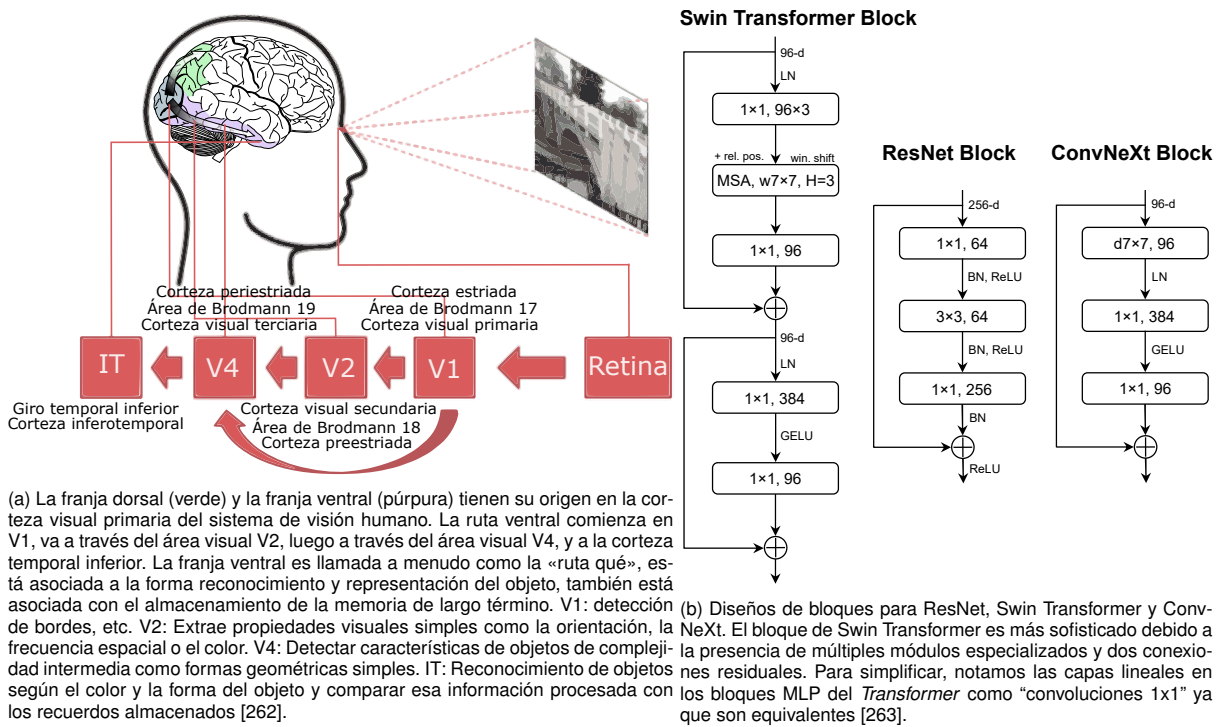 Swin Transformer Block
96-d
LN
1×1, 96×3
+ rel. pos.
win. shift
MSA, w7×7, H=3
1×1, 96
96-d
LN
1×1, 384
GELU
1×1, 96
ResNet Block
256-d
1×1, 64
BN, ReLU
3×3, 64
BN, ReLU
1×1, 256
BN
ReLU
ConvNeXt Block
96-d
d7×7, 96
LN
1×1, 384
GELU
1×1, 96
Corteza periestriada
Área de Brodmann 19
Corteza visual terciaria
Corteza estriada
Área de Brodmann 17
Corteza visual primaria
IT
V4
V2
V1
Retina
Giro temporal inferior
Corteza inferotemporal
Corteza visual secundaria
Área de Brodmann 18
Corteza preestriada
(a) La franja dorsal (verde) y la franja ventral (púrpura) tienen su origen en la cor-
teza visual primaria del sistema de visión humano. La ruta ventral comienza en
V1, va a través del área visual V2, luego a través del área visual V4, y a la corteza
temporal inferior. La franja ventral es llamada a menudo como la «ruta qué», es-
tá asociada a la forma reconocimiento y representación del objeto, también está
asociada con el almacenamiento de la memoria de largo término. V1: detección
de bordes, etc. V2: Extrae propiedades visuales simples como la orientación, la
frecuencia espacial o el color. V4: Detectar características de objetos de compleji-
dad intermedia como formas geométricas simples. IT: Reconocimiento de objetos
según el color y la forma del objeto y comparar esa información procesada con
los recuerdos almacenados [262].
(b) Diseños de bloques para ResNet, Swin Transformer y Conv-
NeXt. El bloque de Swin Transformer es más sofisticado debido a
la presencia de múltiples módulos especializados y dos conexio-
nes residuales. Para simplificar, notamos las capas lineales en
los bloques MLP del Transformer como “convoluciones 1x1” ya
que son equivalentes [263].